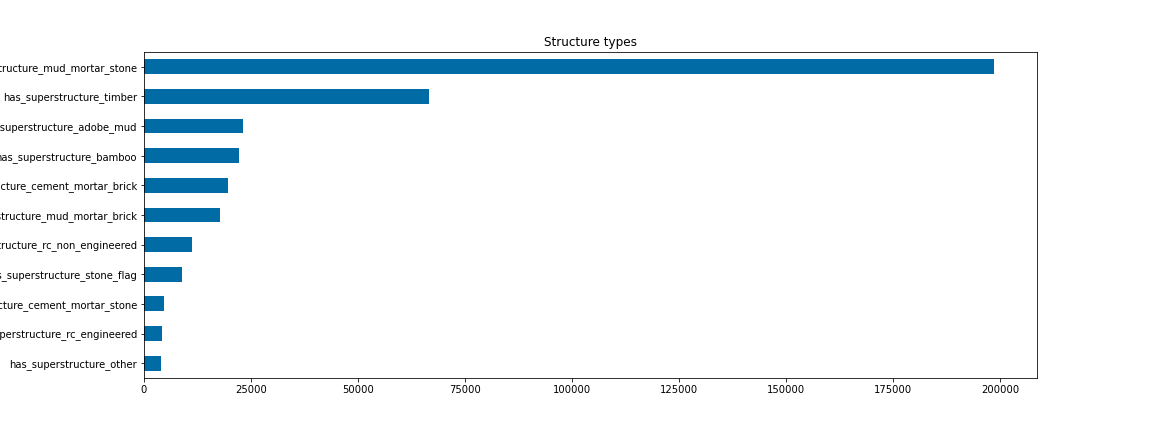 Structure types
ructure_mud_mortar_stone
has_superstructure_timber
superstructure_adobe_mud
has_superstructure_bamboo
cture_cement_mortar_brick
structure_mud_mortar_brick
ructure_rc_non_engineered
s_superstructure_stone_flag
cture_cement_mortar_stone
perstructure_rc_engineered
has_superstructure_other
0 25000 50000 75000 100000 125000 150000 175000 200000